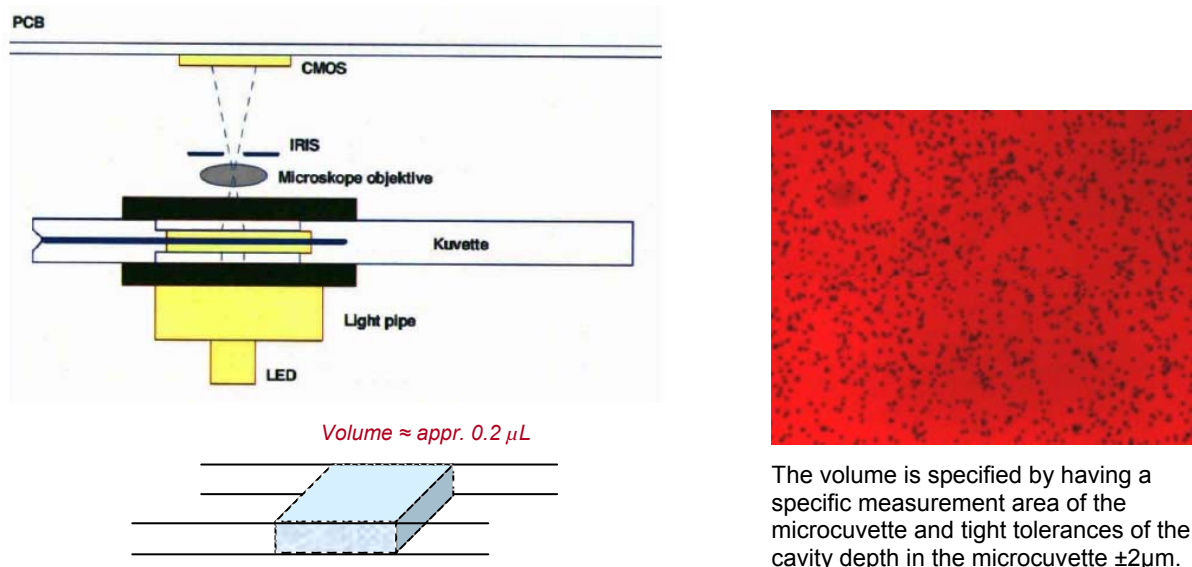 PCB
CMOS
IRIS
Microskope objektive
Kuvette
Light pipe
LED
Volume ≈ appr. 0.2 µL
The volume is specified by having a
specific measurement area of the
microcuvette and tight tolerances of the
cavity depth in the microcuvette ±2µm.